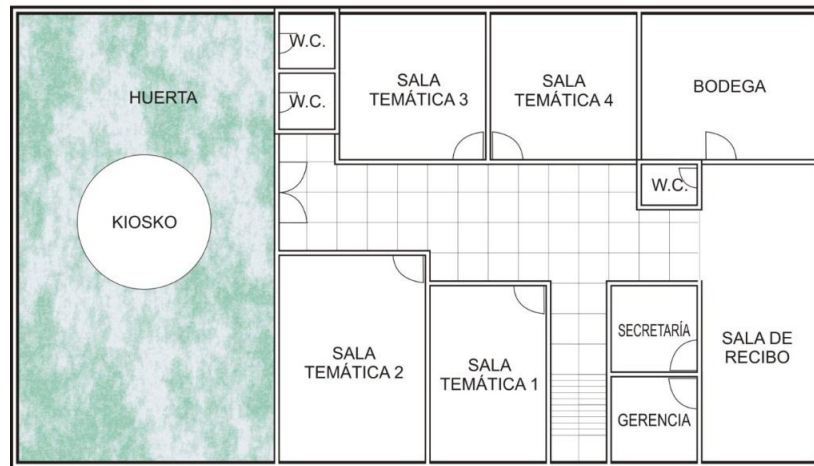 HUERTA
KIOSKO
W.C.
W.C.
SALA
TEMÁTICA 3
SALA
TEMÁTICA 4
BODEGA
W.C.
SALA
TEMÁTICA 2
SALA
TEMÁTICA 1
SECRETARÍA
GERENCIA
SALA DE
RECIBO